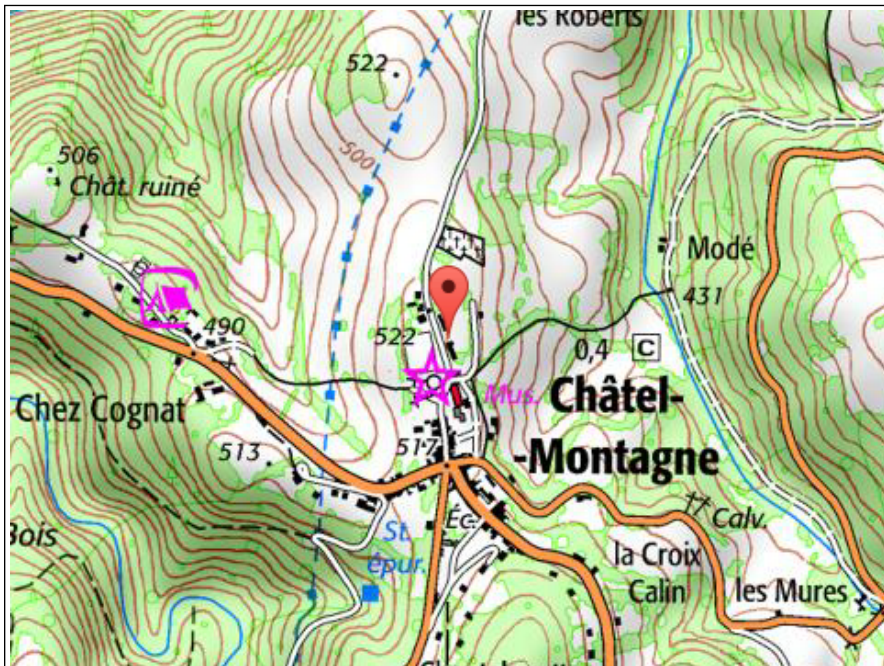 les Roberts
522
500
506
Chât. ruiné
Modé
431
522
490
0,4
C
Mus.
Châtel-
-Montagne
Chez Cognat
517
513
Éc.
Calv.
Bois
St.
épur.
la Croix
Calin
les Mures